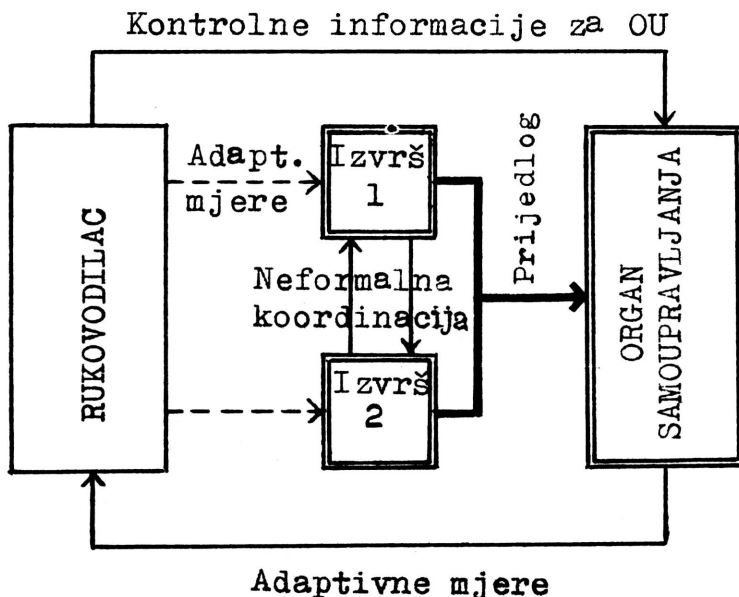 Kontrolne informacije za OU
RUKOVODILAC
Adapt.
mjere
Izvrš
1
Neformalna
koordinacija
Izvrš
2
Prijedlog
ORGAN
SAMOUPRAVLJANJA
Adaptivne mjere